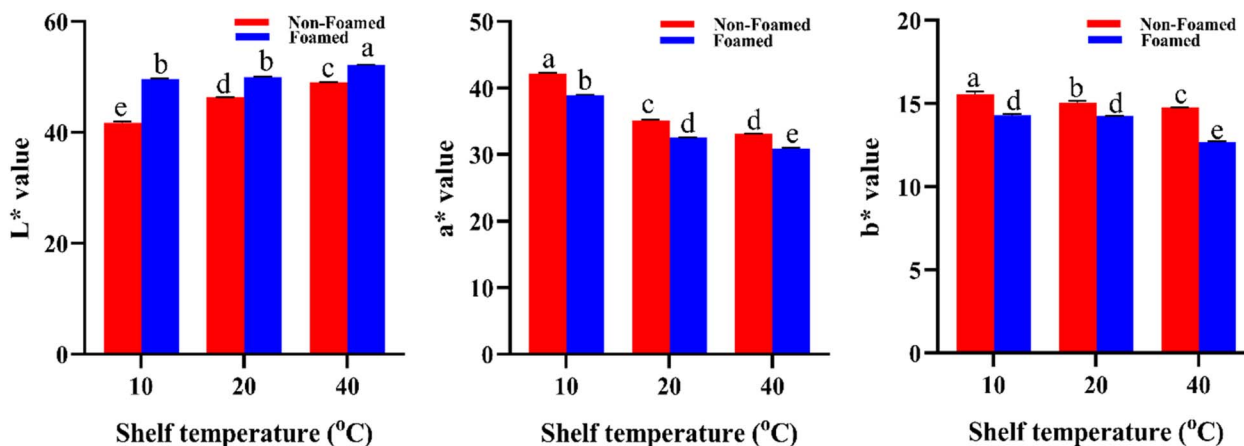 60
40
20
0
L* value
Non-Foamed
Foamed
e
b
d
b
c
a
10
20
40
Shelf temperature (°C)
50
40
30
20
10
0
a* value
Non-Foamed
Foamed
a
b
c
d
d
e
10
20
40
Shelf temperature (°C)
20
15
10
5
0
b* value
Non-Foamed
Foamed
a
d
b
d
c
e
10
20
40
Shelf temperature (°C)